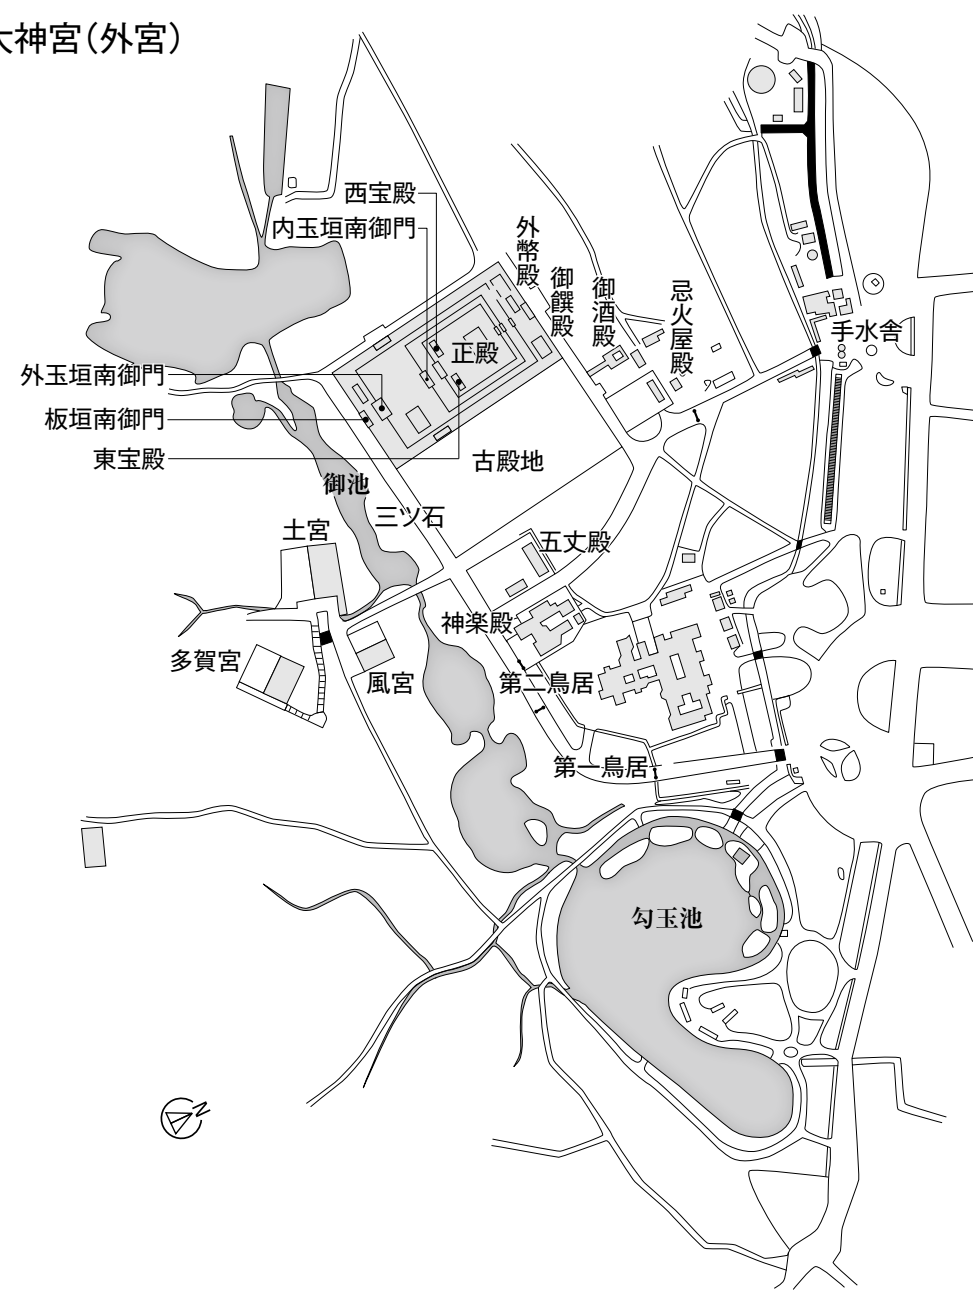 大神宮（外宮）
西宝殿
内玉垣南御門
外幣殿
御饌殿
御酒殿
忌火屋殿
手水舎
正殿
外玉垣南御門
板垣南御門
東宝殿
古殿地
御池
三ツ石
土宮
五丈殿
神楽殿
多賀宮
風宮
第二鳥居
第一鳥居
勾玉池
N